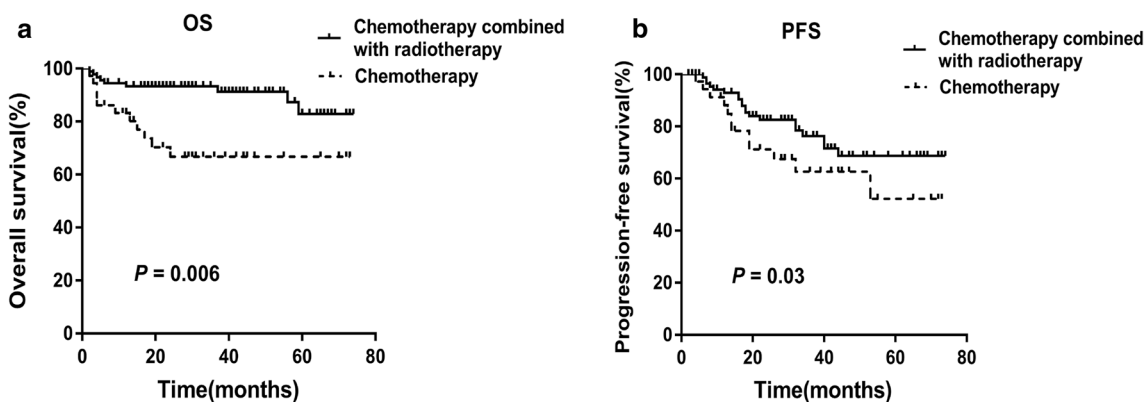 a
OS
Chemotherapy combined
with radiotherapy
Chemotherapy
Overall survival(%)
100
80
60
40
20
0
P = 0.006
0 20 40 60 80
Time(months)
b
PFS
Chemotherapy combined
with radiotherapy
Chemotherapy
Progression-free survival(%)
100
80
60
40
20
0
P = 0.03
0 20 40 60 80
Time(months)